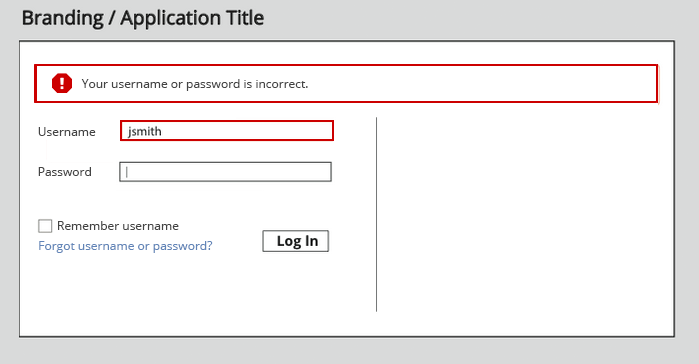 Branding / Application Title
Your username or password is incorrect.
Username
jsmith
Password
Remember username
Forgot username or password?
Log In